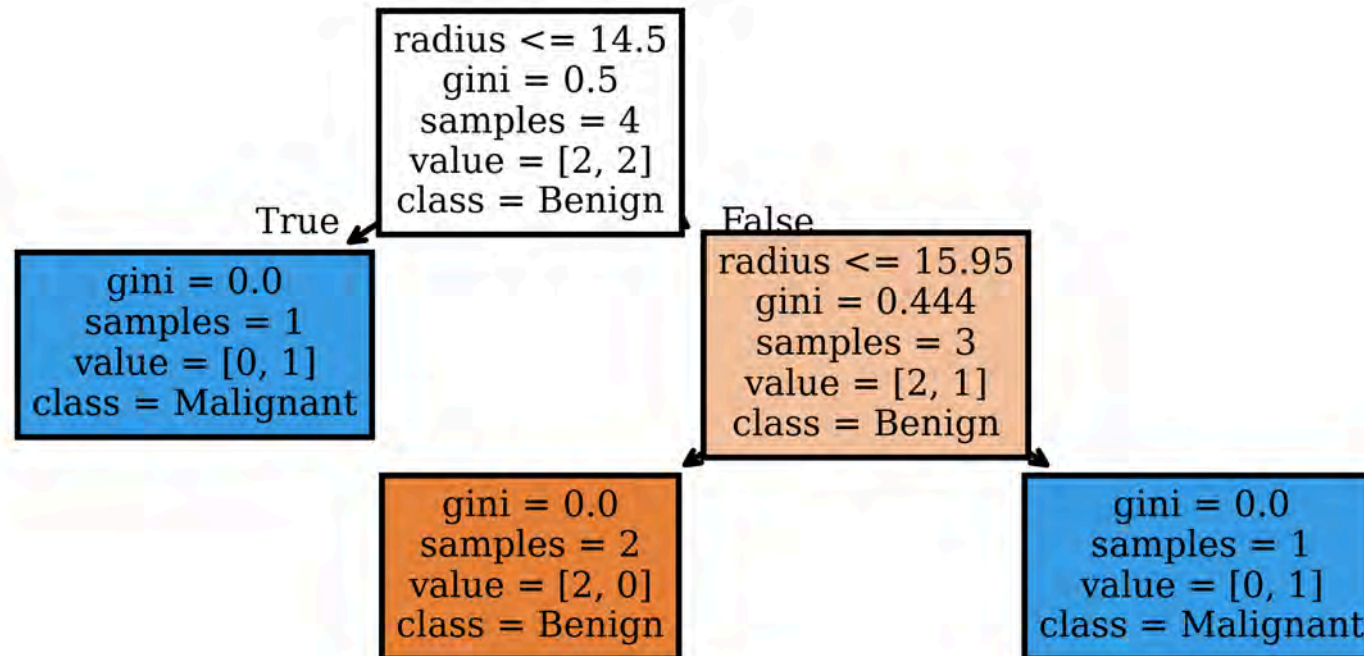 radius <= 14.5
gini = 0.5
samples = 4
value = [2, 2]
class = Benign
True
False
gini = 0.0
samples = 1
value = [0, 1]
class = Malignant
radius <= 15.95
gini = 0.444
samples = 3
value = [2, 1]
class = Benign
gini = 0.0
samples = 2
value = [2, 0]
class = Benign
gini = 0.0
samples = 1
value = [0, 1]
class = Malignant